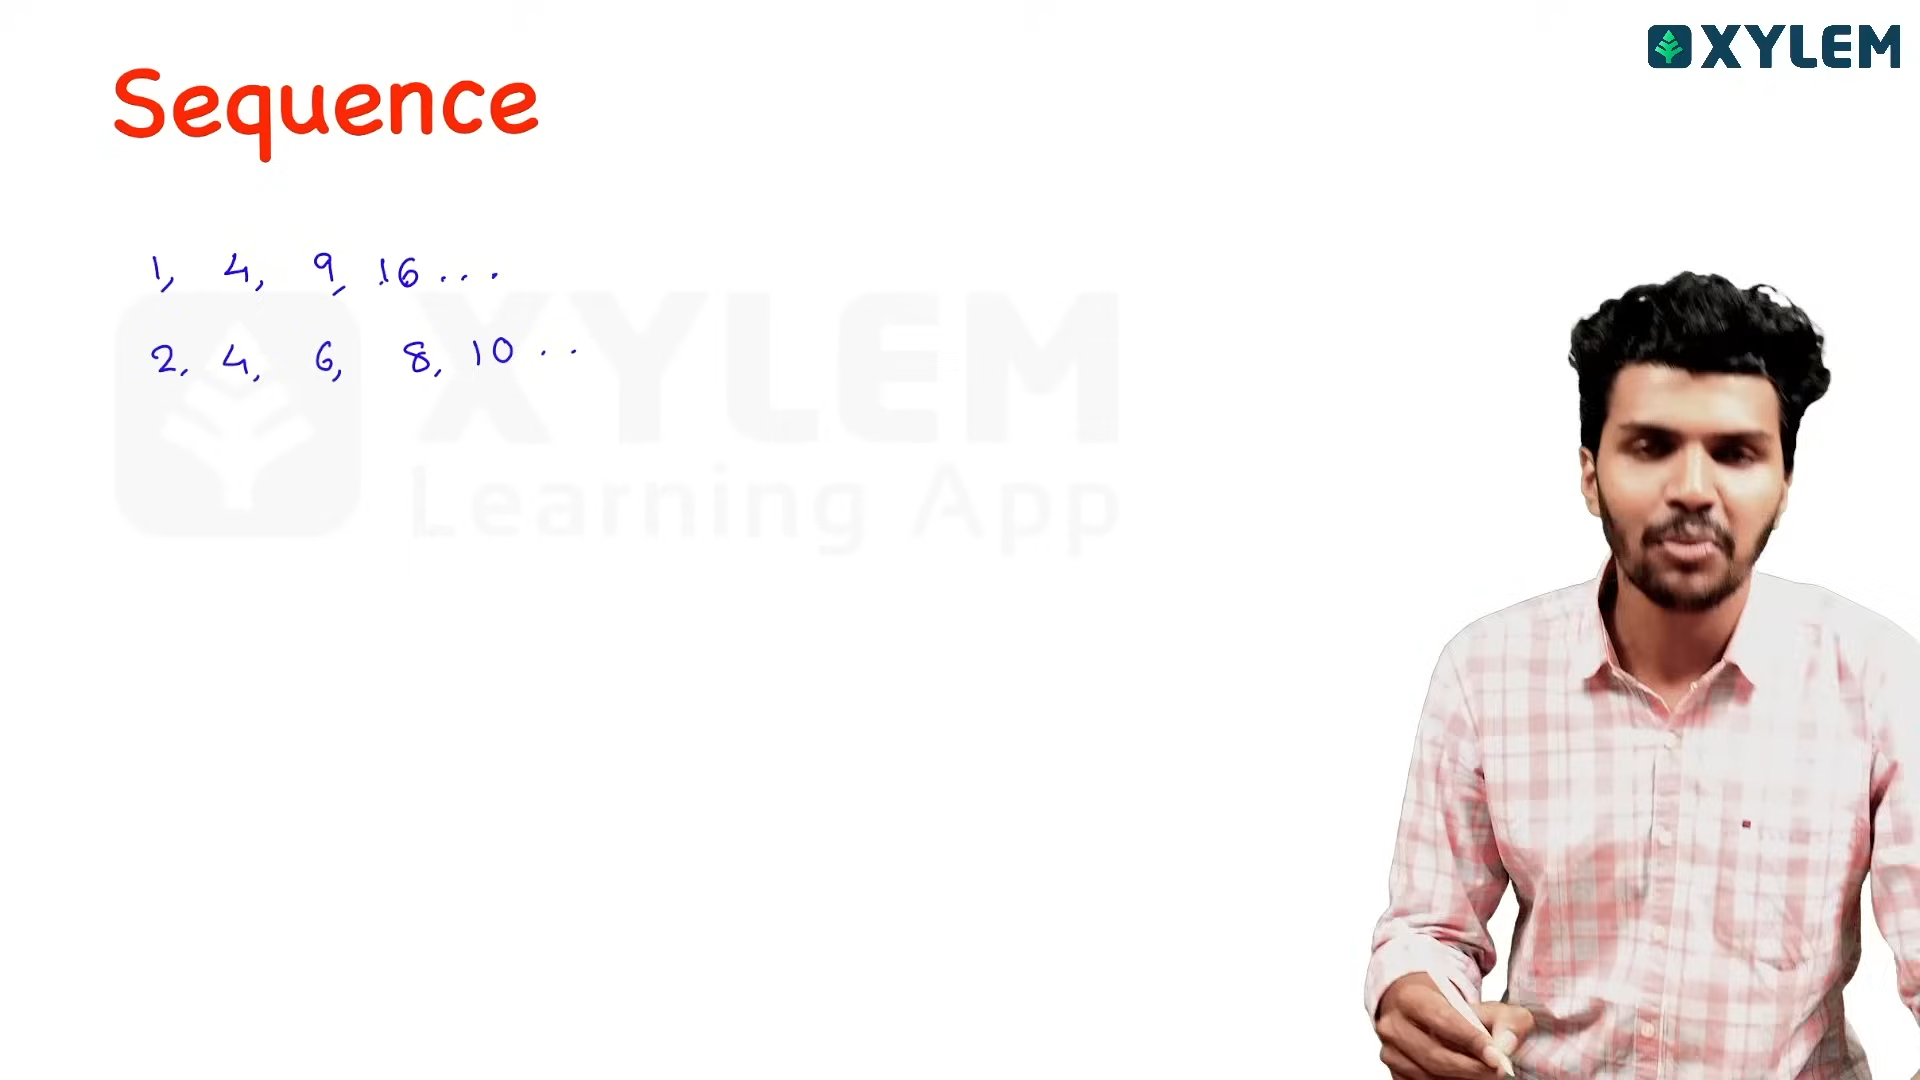 XYLEM
Sequence
1, 4, 9, 16 ...
2, 4, 6, 8, 10 ..
XYLEM
Learning App